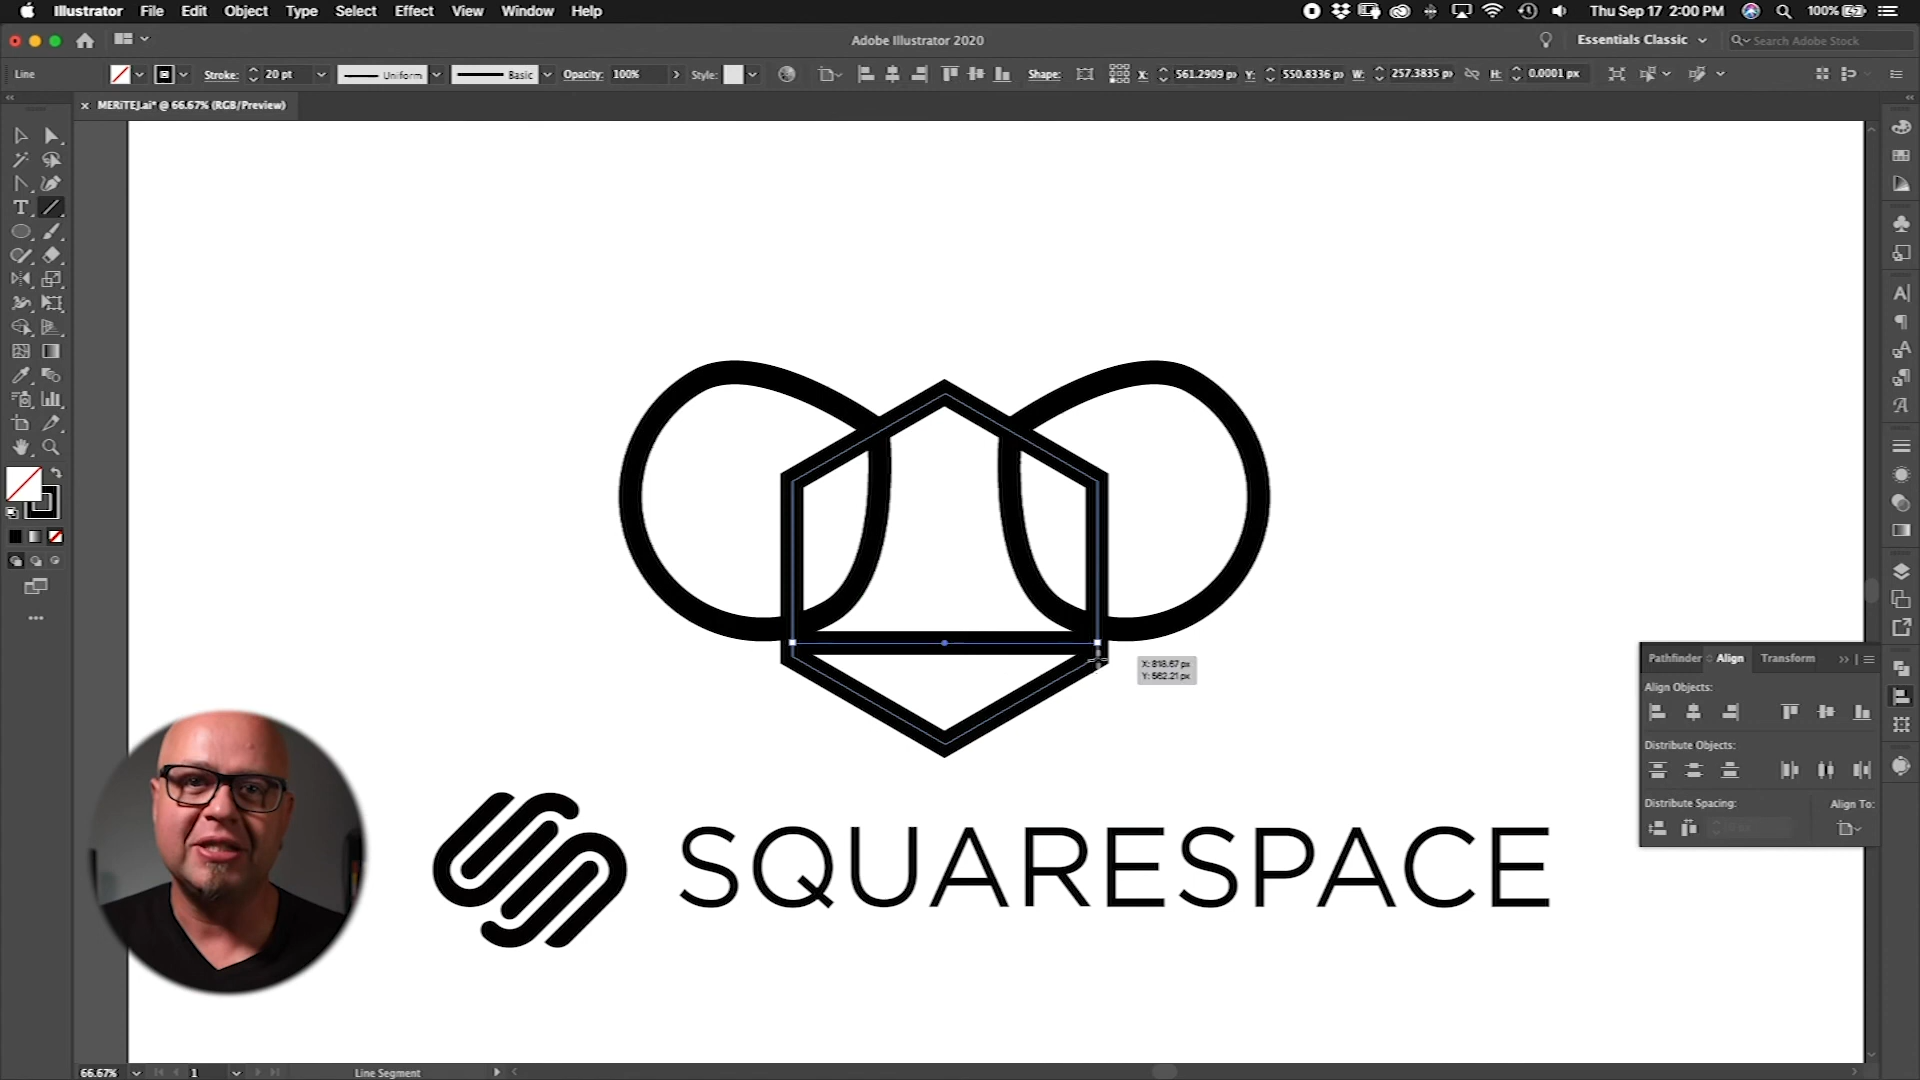 Illustrator File Edit Object Type Select Effect View Window Help
Thu Sep 17 2:00 PM
100%
Adobe Illustrator 2020
Essentials Classic
Search Adobe Stock
Line
Stroke: 20 pt
Uniform
Basic
Opacity: 100%
Style:
Shape:
X: 561.2909 px
Y: 550.8336 px
W: 257.3835 px
H: 0.0001 px
MERiTEJ.ai* @ 66.67% (RGB/Preview)
X: 818.67 px
Y: 562.21 px
Pathfinder Align Transform
Align Objects:
Distribute Objects:
Distribute Spacing:
Align To:
SQUARESPACE
66.67%
1
Line Segment